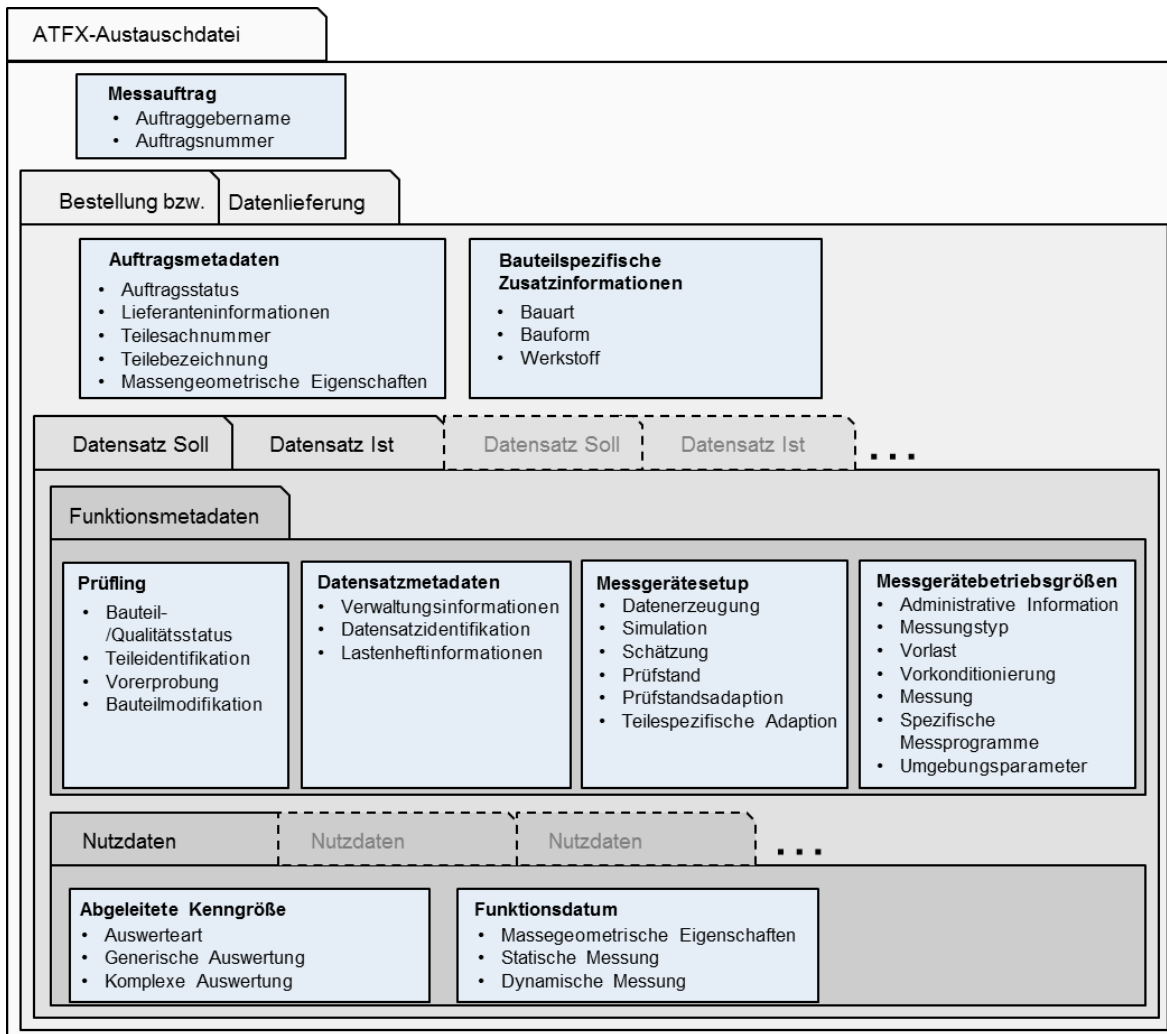 ATFX-Austauschdatei
Messauftrag
• Auftraggebername
• Auftragsnummer
Bestellung bzw. Datenlieferung
Auftragsmetadaten
• Auftragsstatus
• Lieferanteninformationen
• Teilesachnummer
• Teilebezeichnung
• Massengeometrische Eigenschaften
Bauteilspezifische
Zusatzinformationen
• Bauart
• Bauform
• Werkstoff
Datensatz Soll Datensatz Ist Datensatz Soll Datensatz Ist ...
Funktionsmetadaten
Prüfling
• Bauteil-
/Qualitätsstatus
• Teileidentifikation
• Vorerprobung
• Bauteilmodifikation
Datensatzmetadaten
• Verwaltungsinformationen
• Datensatzidentifikation
• Lastenheftinformationen
Messgerätesetup
• Datenerzeugung
• Simulation
• Schätzung
• Prüfstand
• Prüfstandsadaption
• Teilespezifische Adaption
Messgerätebetriebsgrößen
• Administrative Information
• Messungstyp
• Vorlast
• Vorkonditionierung
• Messung
• Spezifische
Messprogramme
• Umgebungsparameter
Nutzdaten Nutzdaten Nutzdaten ...
Abgeleitete Kenngröße
• Auswerteart
• Generische Auswertung
• Komplexe Auswertung
Funktionsdatum
• Massegeometrische Eigenschaften
• Statische Messung
• Dynamische Messung